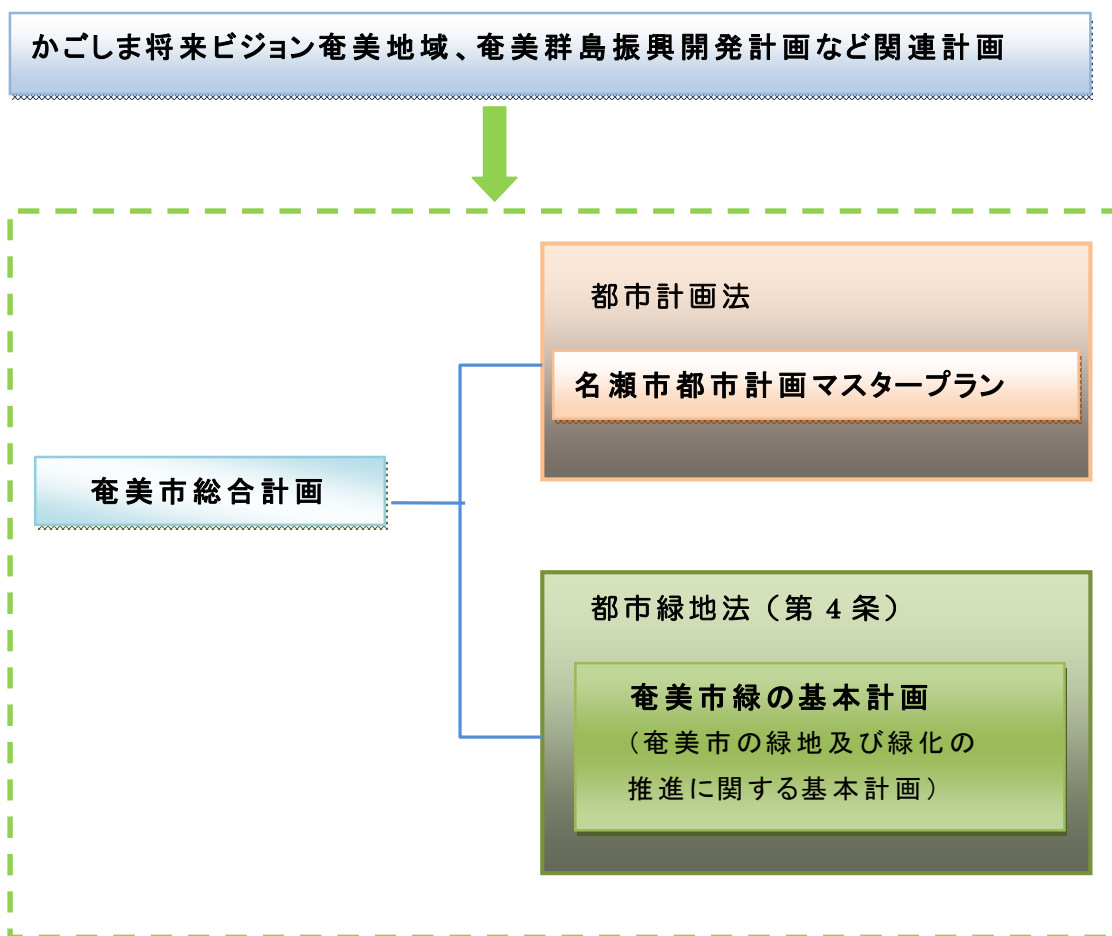 かごしま将来ビジョン奄美地域、奄美群島振興開発計画など関連計画
都市計画法
名瀬市都市計画マスタープラン
奄美市総合計画
都市緑地法（第4条）
奄美市緑の基本計画
（奄美市の緑地及び緑化の
推進に関する基本計画）